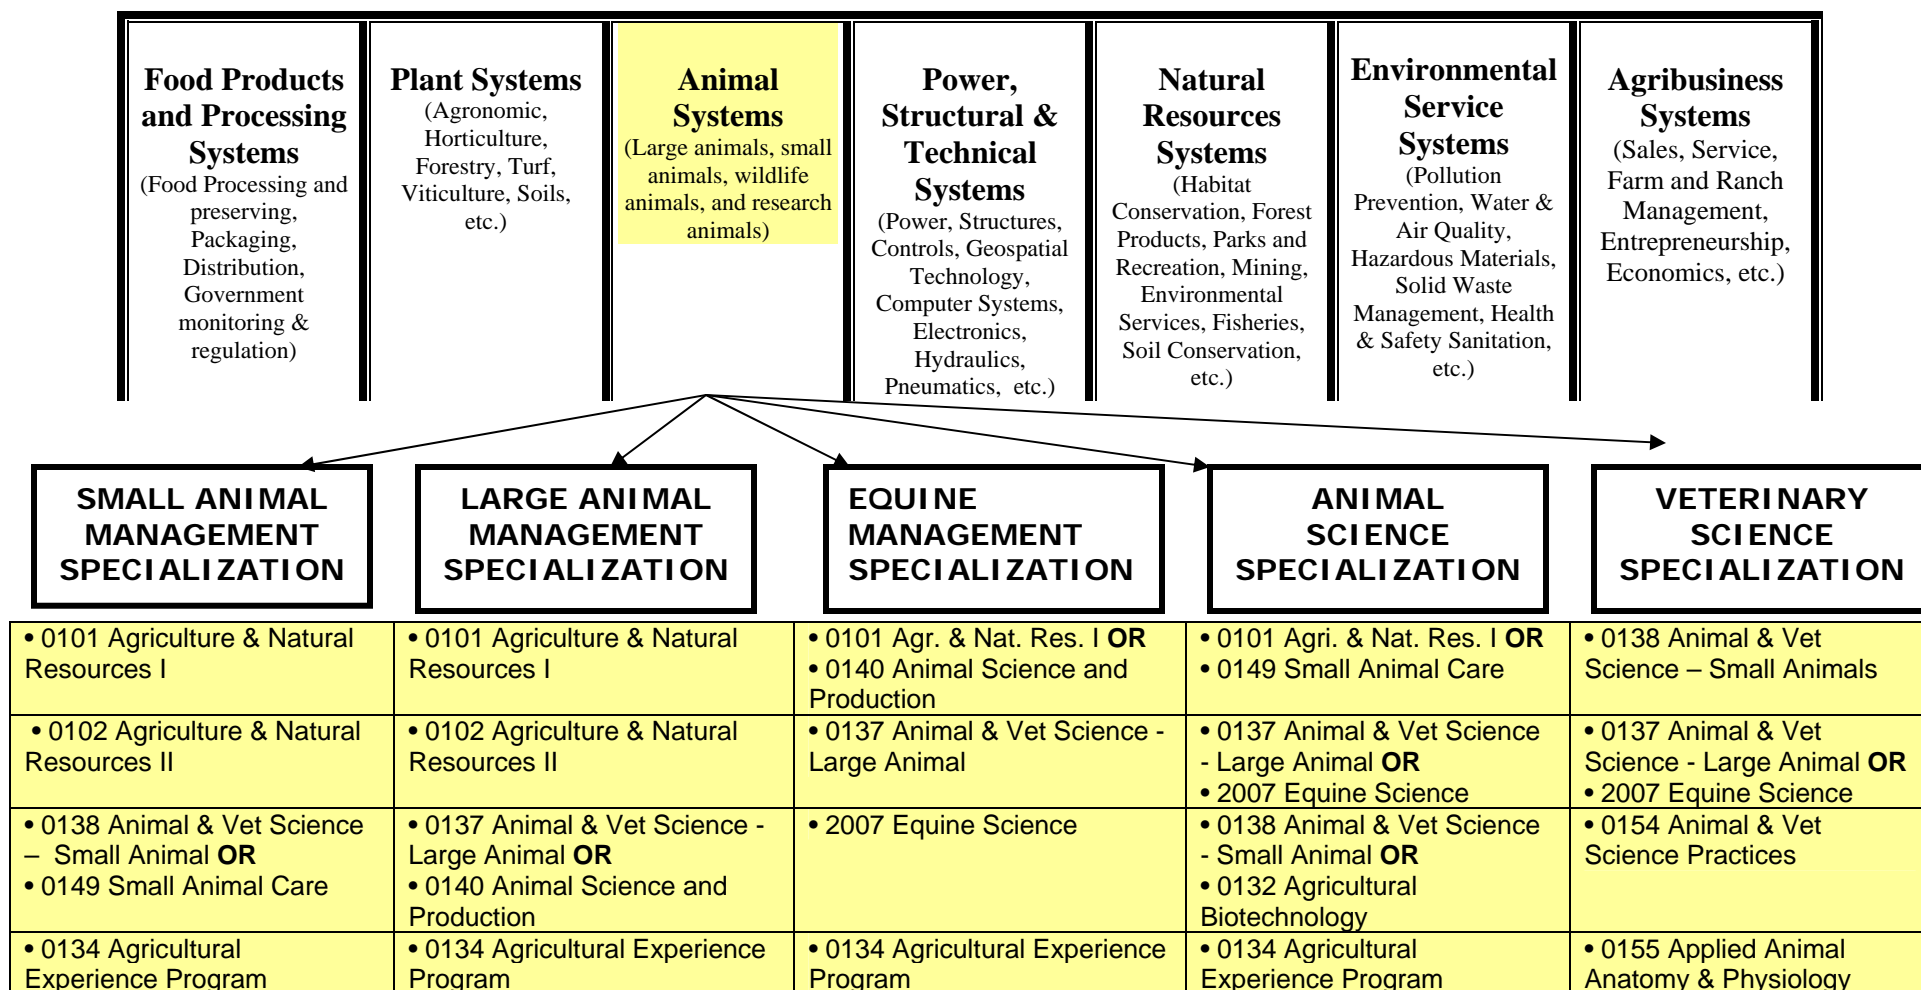 Food Products
and Processing
Systems
(Food Processing and
preserving,
Packaging,
Distribution,
Government
monitoring &
regulation)
Plant Systems
(Agronomic,
Horticulture,
Forestry, Turf,
Viticulture, Soils,
etc.)
Animal
Systems
(Large animals, small
animals, wildlife
animals, and research
animals)
Power,
Structural &
Technical
Systems
(Power, Structures,
Controls, Geospatial
Technology,
Computer Systems,
Electronics,
Hydraulics,
Pneumatics, etc.)
Natural
Resources
Systems
(Habitat
Conservation, Forest
Products, Parks and
Recreation, Mining,
Environmental
Services, Fisheries,
Soil Conservation,
etc.)
Environmental
Service
Systems
(Pollution
Prevention, Water &
Air Quality,
Hazardous Materials,
Solid Waste
Management, Health
& Safety Sanitation,
etc.)
Agribusiness
Systems
(Sales, Service,
Farm and Ranch
Management,
Entrepreneurship,
Economics, etc.)
SMALL ANIMAL
MANAGEMENT
SPECIALIZATION
LARGE ANIMAL
MANAGEMENT
SPECIALIZATION
EQUINE
MANAGEMENT
SPECIALIZATION
ANIMAL
SCIENCE
SPECIALIZATION
VETERINARY
SCIENCE
SPECIALIZATION
• 0101 Agriculture & Natural
Resources I
• 0101 Agriculture & Natural
Resources I
• 0101 Agr. & Nat. Res. I OR
• 0140 Animal Science and
Production
• 0101 Agri. & Nat. Res. I OR
• 0149 Small Animal Care
• 0138 Animal & Vet
Science – Small Animals
• 0102 Agriculture & Natural
Resources II
• 0102 Agriculture & Natural
Resources II
• 0137 Animal & Vet Science -
Large Animal
• 0137 Animal & Vet Science
- Large Animal OR
• 2007 Equine Science
• 0137 Animal & Vet
Science - Large Animal OR
• 2007 Equine Science
• 0138 Animal & Vet Science
– Small Animal OR
• 0149 Small Animal Care
• 0137 Animal & Vet Science -
Large Animal OR
• 0140 Animal Science and
Production
• 2007 Equine Science
• 0138 Animal & Vet Science
- Small Animal OR
• 0132 Agricultural
Biotechnology
• 0154 Animal & Vet
Science Practices
• 0134 Agricultural
Experience Program
• 0134 Agricultural Experience
Program
• 0134 Agricultural Experience
Program
• 0134 Agricultural
Experience Program
• 0155 Applied Animal
Anatomy & Physiology